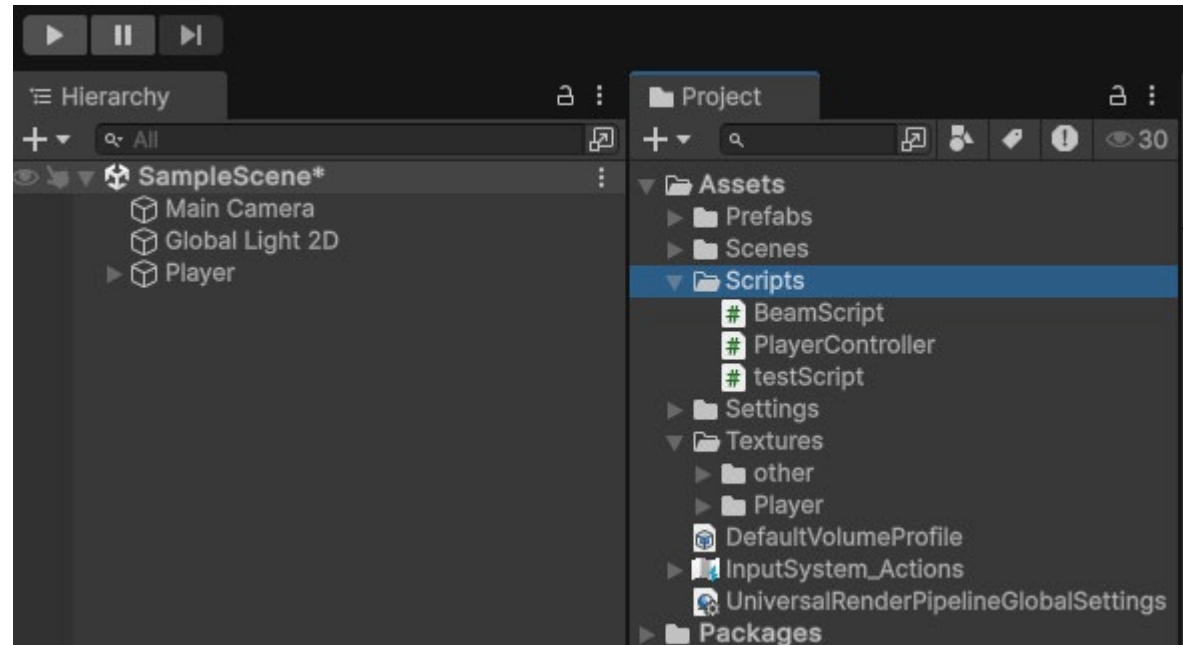 Hierarchy
All
SampleScene*
Main Camera
Global Light 2D
Player
Project
30
Assets
Prefabs
Scenes
Scripts
# BeamScript
# PlayerController
# testScript
Settings
Textures
other
Player
DefaultVolumeProfile
InputSystem_Actions
UniversalRenderPipelineGlobalSettings
Packages